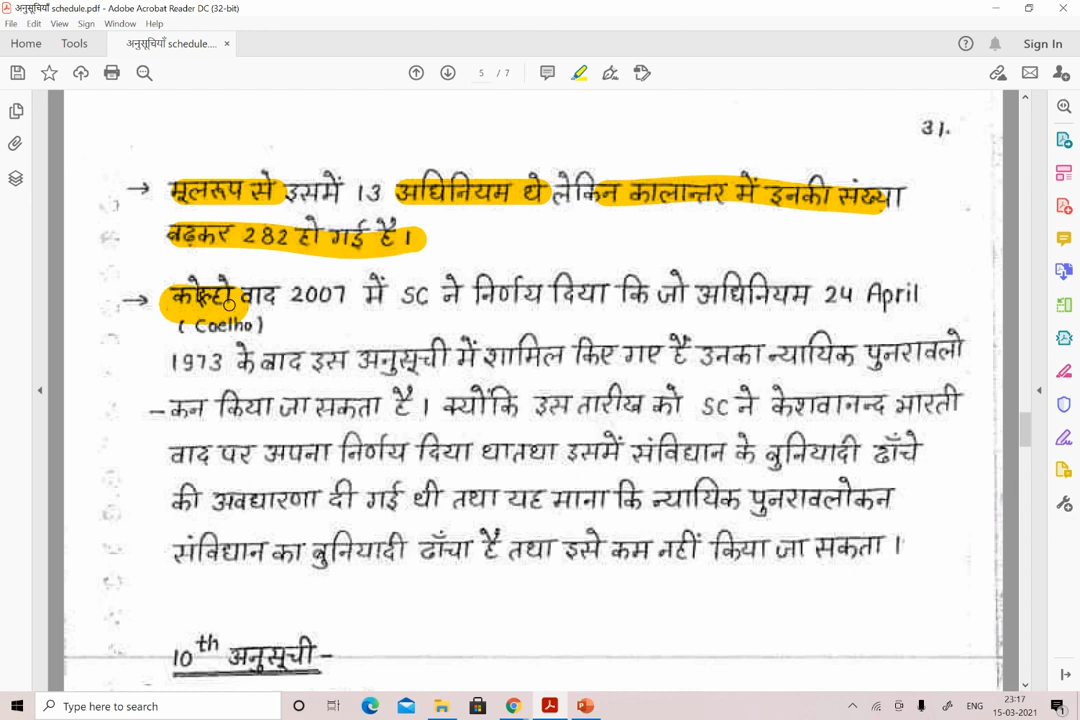 अनुसूचियाँ schedule.pdf - Adobe Acrobat Reader DC (32-bit)
File Edit View Sign Window Help
Home Tools अनुसूचियाँ schedule.... × Sign In
5 / 7
31.
→ मूलरूप से इसमें 13 अधिनियम थे लेकिन कालान्तर में इनकी संख्या
बढ़कर 282 हो गई है।
→ कोल्हो वाद 2007 में SC ने निर्णय दिया कि जो अधिनियम 24 April
(Coelho)
1973 के बाद इस अनुसूची में शामिल किए गए हैं उनका न्यायिक पुनरावलो
-कन किया जा सकता है। क्योंकि इस तारीख को SC ने केशवानन्द भारती
वाद पर अपना निर्णय दिया था तथा इसमें संविधान के बुनियादी ढाँचे
की अवधारणा दी गई थी तथा यह माना कि न्यायिक पुनरावलोकन
संविधान का बुनियादी ढाँचा है तथा इसे कम नहीं किया जा सकता।
10th अनुसूची -
Type here to search
ENG
23:17
15-03-2021